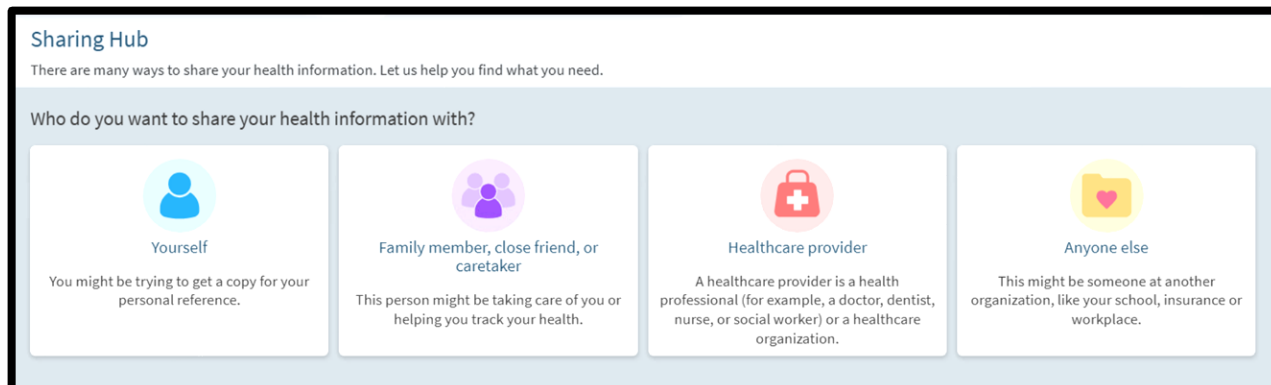 Sharing Hub
There are many ways to share your health information. Let us help you find what you need.
Who do you want to share your health information with?
Yourself
You might be trying to get a copy for your
personal reference.
Family member, close friend, or
caretaker
This person might be taking care of you or
helping you track your health.
Healthcare provider
A healthcare provider is a health
professional (for example, a doctor, dentist,
nurse, or social worker) or a healthcare
organization.
Anyone else
This might be someone at another
organization, like your school, insurance or
workplace.